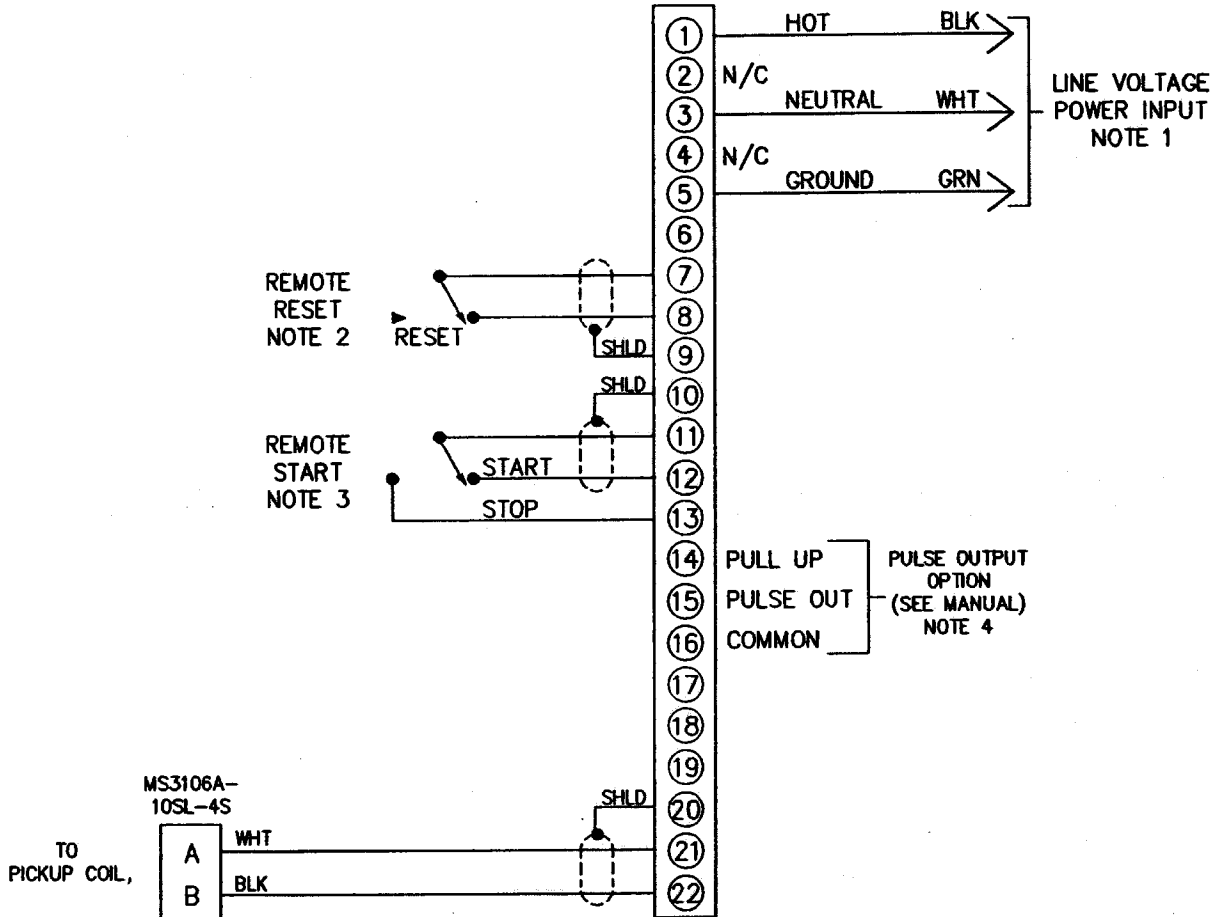 1 HOT BLK
2 N/C
3 NEUTRAL WHT
4 N/C
5 GROUND GRN
LINE VOLTAGE
POWER INPUT
NOTE 1
6
7
8
9
REMOTE
RESET
NOTE 2
RESET
SHLD
SHLD
10
11
12
13
REMOTE
START
NOTE 3
START
STOP
14 PULL UP
15 PULSE OUT
16 COMMON
PULSE OUTPUT
OPTION
(SEE MANUAL)
NOTE 4
17
18
19
20
21
22
SHLD
MS3106A-
10SL-4S
TO
PICKUP COIL,
A WHT
B BLK